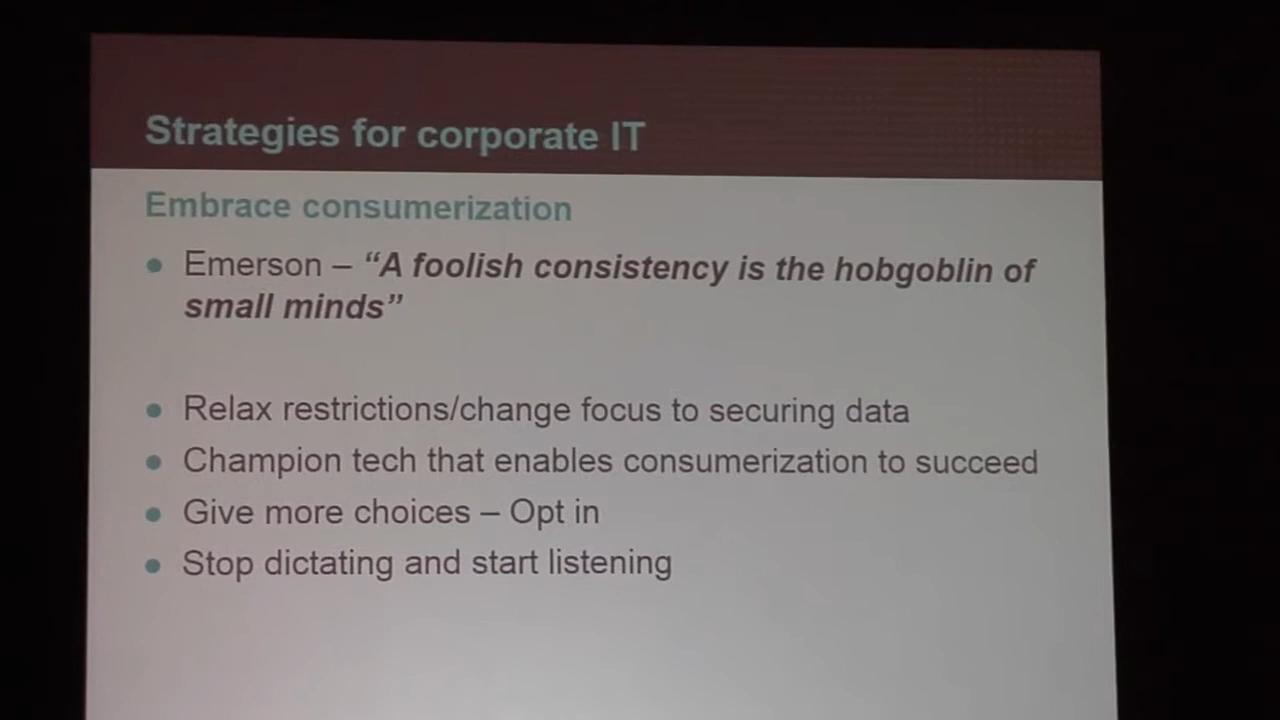 Strategies for corporate IT
Embrace consumerization
● Emerson – “A foolish consistency is the hobgoblin of
small minds”
● Relax restrictions/change focus to securing data
● Champion tech that enables consumerization to succeed
● Give more choices – Opt in
● Stop dictating and start listening